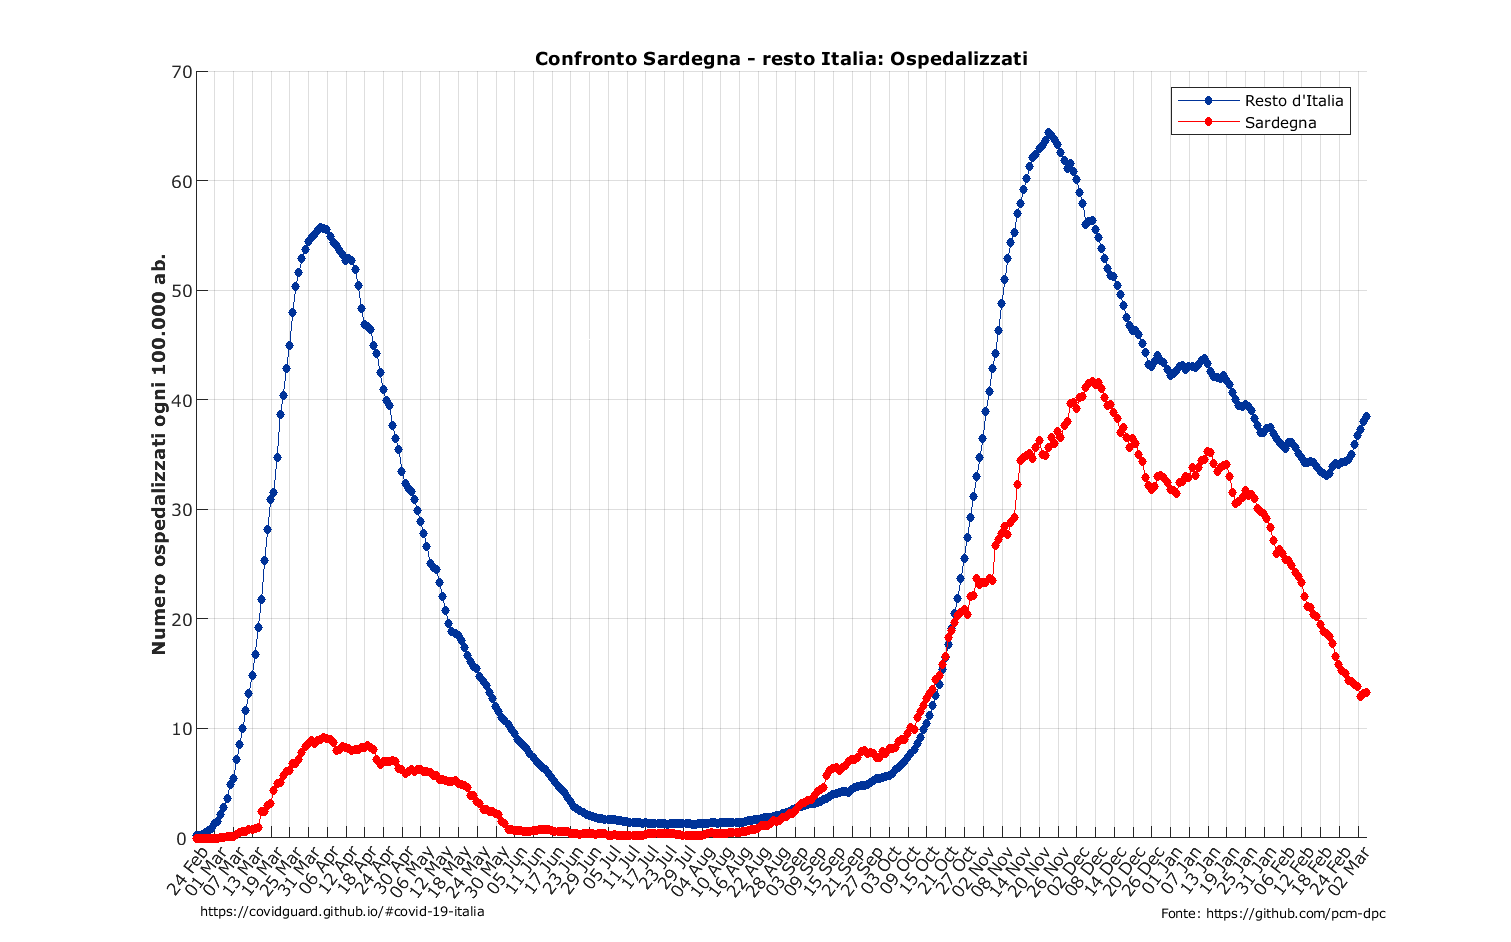 Confronto Sardegna - resto Italia: Ospedalizzati
Resto d'Italia
Sardegna
Numero ospedalizzati ogni 100.000 ab.
70
60
50
40
30
20
10
0
24 Feb
01 Mar
07 Mar
13 Mar
19 Mar
25 Mar
31 Mar
06 Apr
12 Apr
18 Apr
24 Apr
30 Apr
06 May
12 May
18 May
24 May
30 May
05 Jun
11 Jun
17 Jun
23 Jun
29 Jun
05 Jul
11 Jul
17 Jul
23 Jul
29 Jul
04 Aug
10 Aug
16 Aug
22 Aug
28 Aug
03 Sep
09 Sep
15 Sep
21 Sep
27 Sep
03 Oct
09 Oct
15 Oct
21 Oct
27 Oct
02 Nov
08 Nov
14 Nov
20 Nov
26 Nov
02 Dec
08 Dec
14 Dec
20 Dec
26 Dec
01 Jan
07 Jan
13 Jan
19 Jan
25 Jan
31 Jan
06 Feb
12 Feb
18 Feb
24 Feb
02 Mar
https://covidguard.github.io/#covid-19-italia
Fonte: https://github.com/pcm-dpc